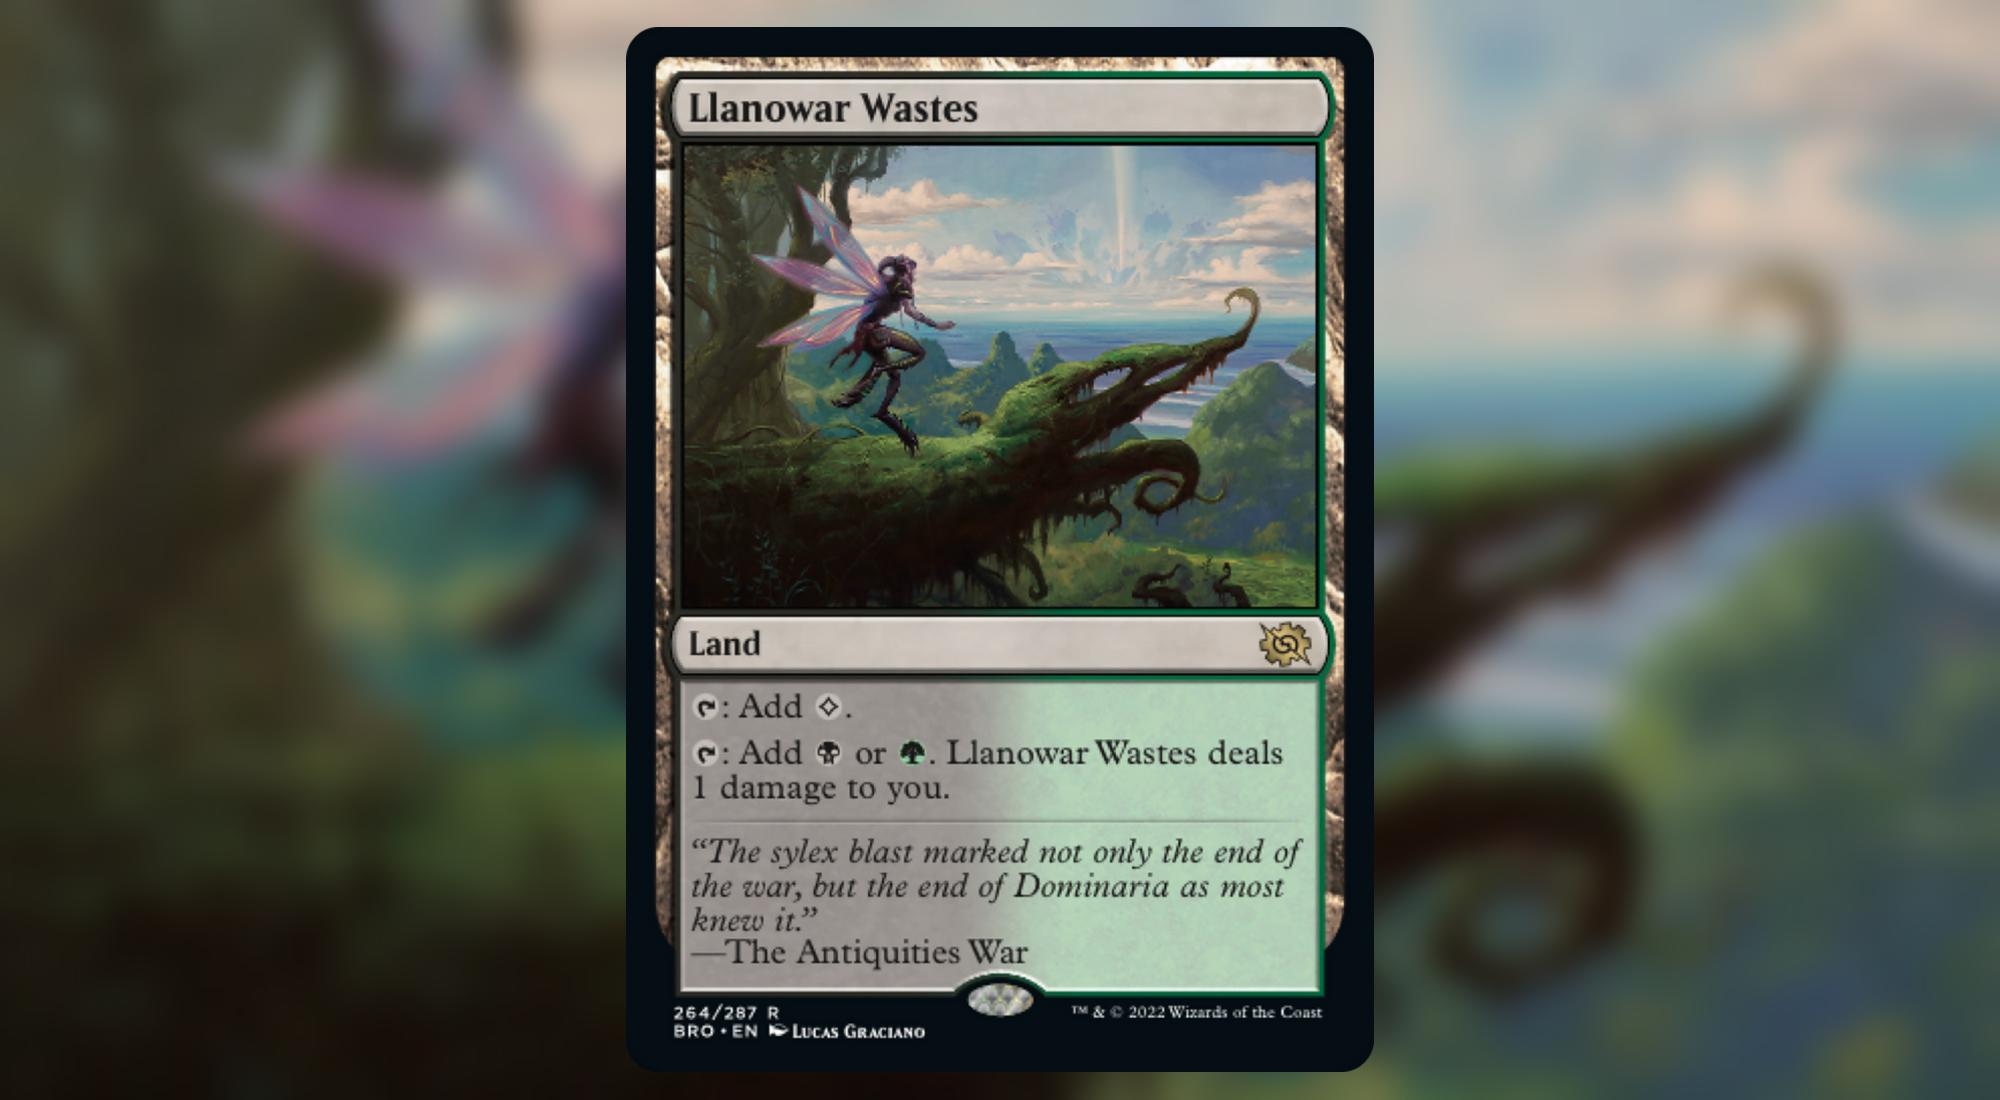 Llanowar Wastes
Land
: Add .
: Add or . Llanowar Wastes deals
1 damage to you.
“The sylex blast marked not only the end of
the war, but the end of Dominaria as most
knew it.”
—The Antiquities War
264/287 R
BRO • EN Lucas Graciano
™ & © 2022 Wizards of the Coast